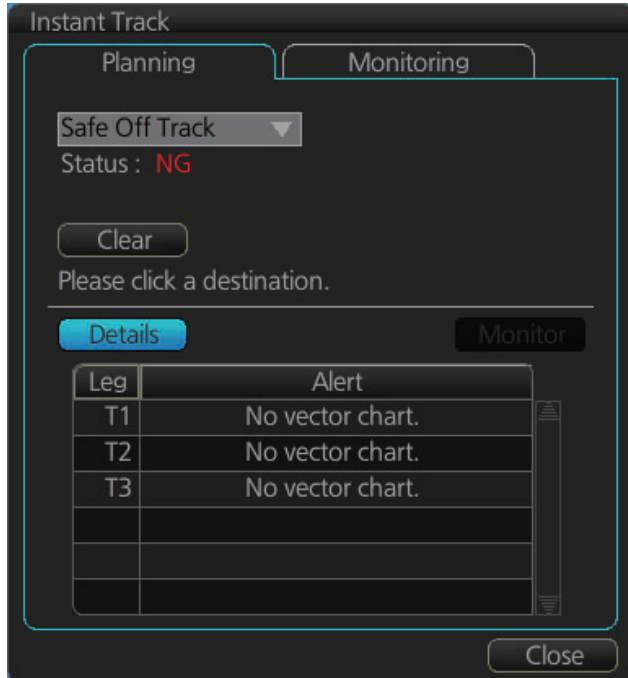 Instant Track
Planning Monitoring
Safe Off Track
Status : NG
Clear
Please click a destination.
Details Monitor
Leg Alert
T1 No vector chart.
T2 No vector chart.
T3 No vector chart.
Close